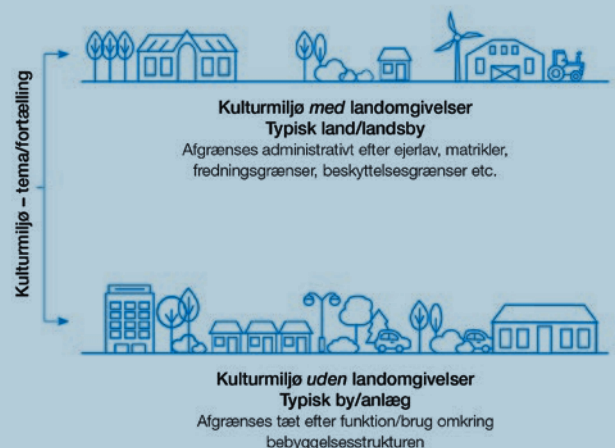 Kulturmiljø – tema/fortælling
Kulturmiljø med landomgivelser
Typisk land/landsby
Afgrænses administrativt efter ejerlav, matrikler,
fredningsgrænser, beskyttelsesgrænser etc.
Kulturmiljø uden landomgivelser
Typisk by/anlæg
Afgrænses tæt efter funktion/brug omkring
bebyggelsesstrukturen